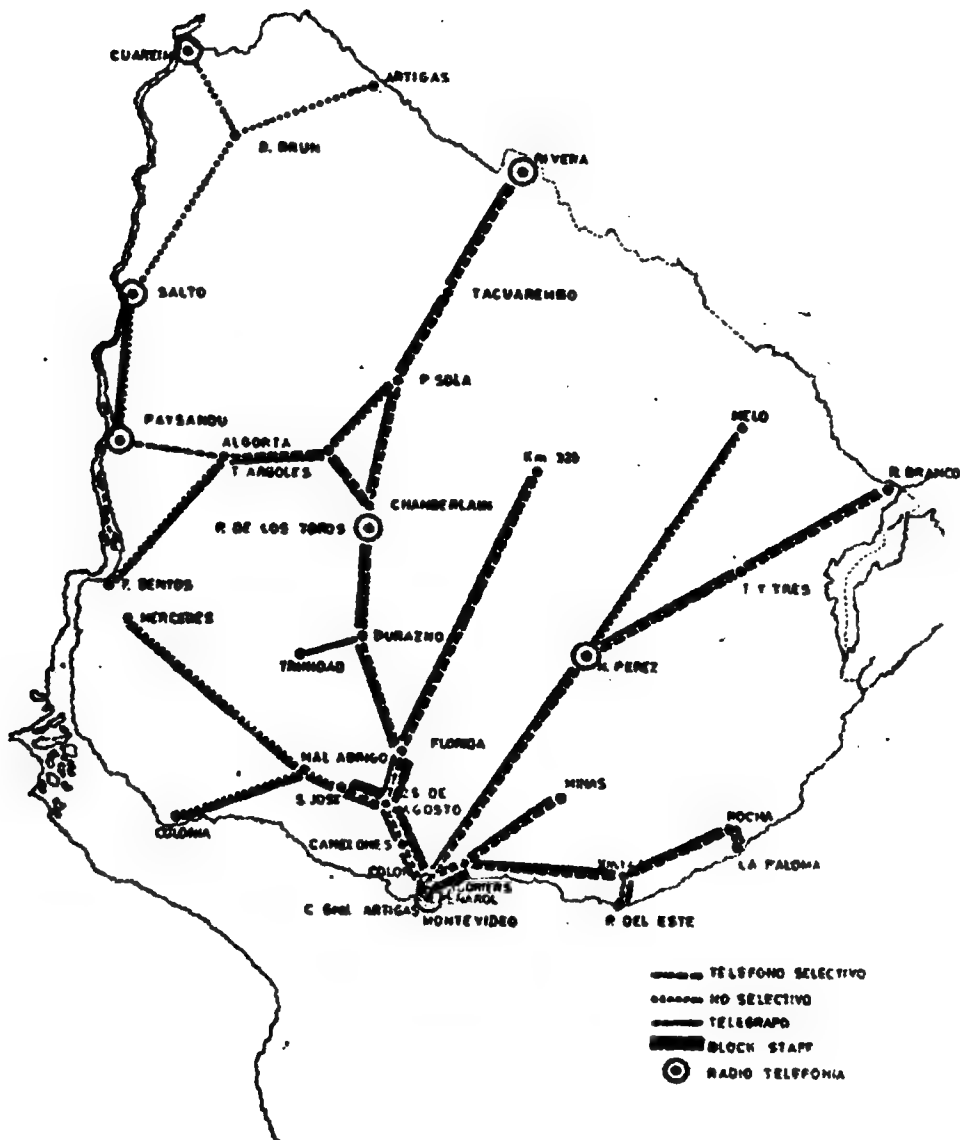 CUAREIM
ARTIGAS
B. BRUN
RIVERA
SALTO
TACUAREMBO
P. SOLA
PAYSANDU
MELO
ALGORTA
T. ARBOLES
Km 329
R. BRANCO
CHAMBERLAIN
P. DE LOS TOROS
F. BENTOS
T Y TRES
MERCEDES
DURAZNO
TRINIDAD
N. PEREZ
FLORIDA
MAL ABRIGO
S. JOSE
25 DE
AGOSTO
MINAS
COLONIA
CANELONES
ROCHA
LA PALOMA
PEÑAROL
C. Gral. ARTIGAS
MONTEVIDEO
P. DEL ESTE
TELEFONO SELECTIVO
NO SELECTIVO
TELEGRAFO
BLOCK STAFF
RADIO TELEFONIA